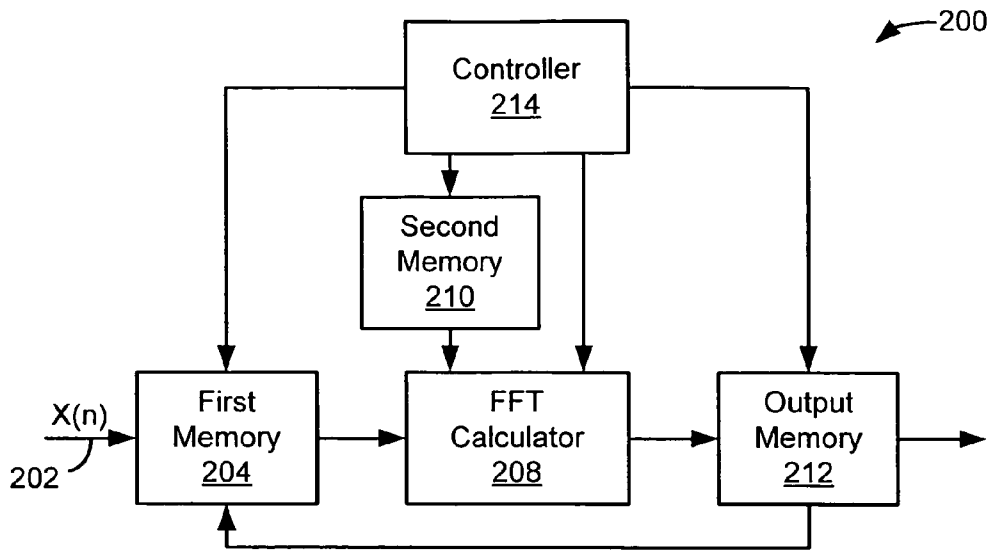 200
Controller
214
Second
Memory
210
X(n)
202
First
Memory
204
FFT
Calculator
208
Output
Memory
212